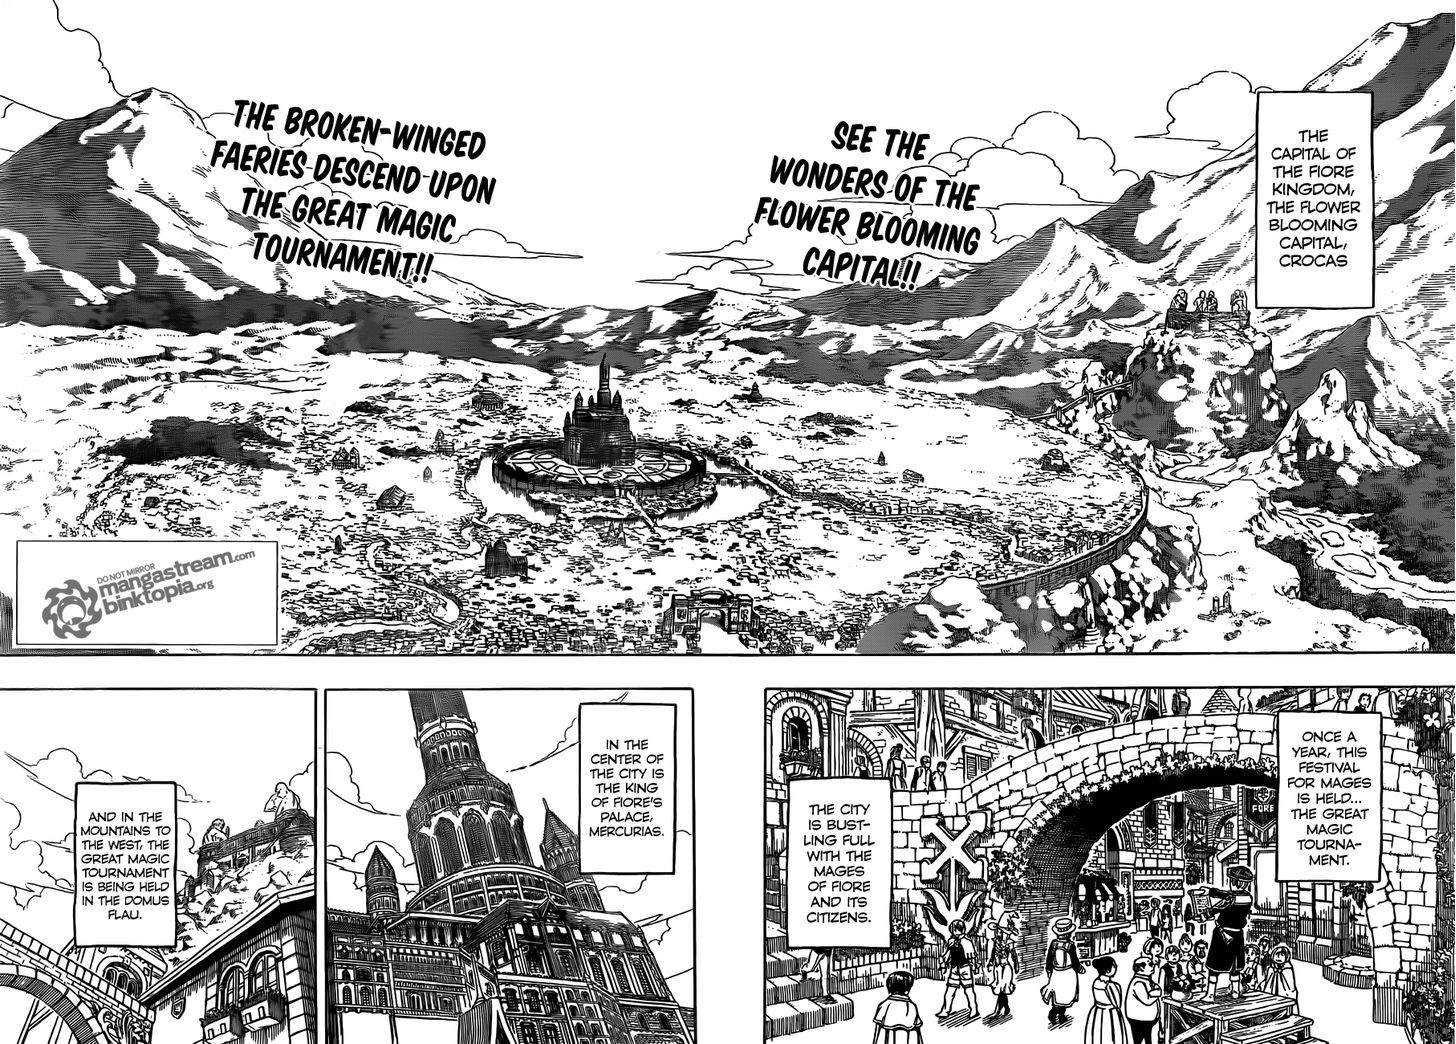 THE
CAPITAL OF
THE FIORE
KINGDOM,
THE FLOWER
BLOOMING
CAPITAL,
CROCAS
SEE THE
WONDERS OF THE
FLOWER BLOOMING
CAPITAL!!
THE BROKEN-WINGED
FAERIES DESCEND UPON
THE GREAT MAGIC
TOURNAMENT!!
DO NOT MIRROR
mangastream.com
binktopia.org
ONCE A
YEAR, THIS
FESTIVAL
FOR MAGES
IS HELD...
THE GREAT
MAGIC
TOURNA-
MENT.
FIORE
THE CITY
IS BUST-
LING FULL
WITH THE
MAGES
OF FIORE
AND ITS
CITIZENS.
IN THE
CENTER OF
THE CITY IS
THE KING
OF FIORE'S
PALACE,
MERCURIAS.
AND IN THE
MOUNTAINS TO
THE WEST, THE
GREAT MAGIC
TOURNAMENT
IS BEING HELD
IN THE DOMUS
FLAU.